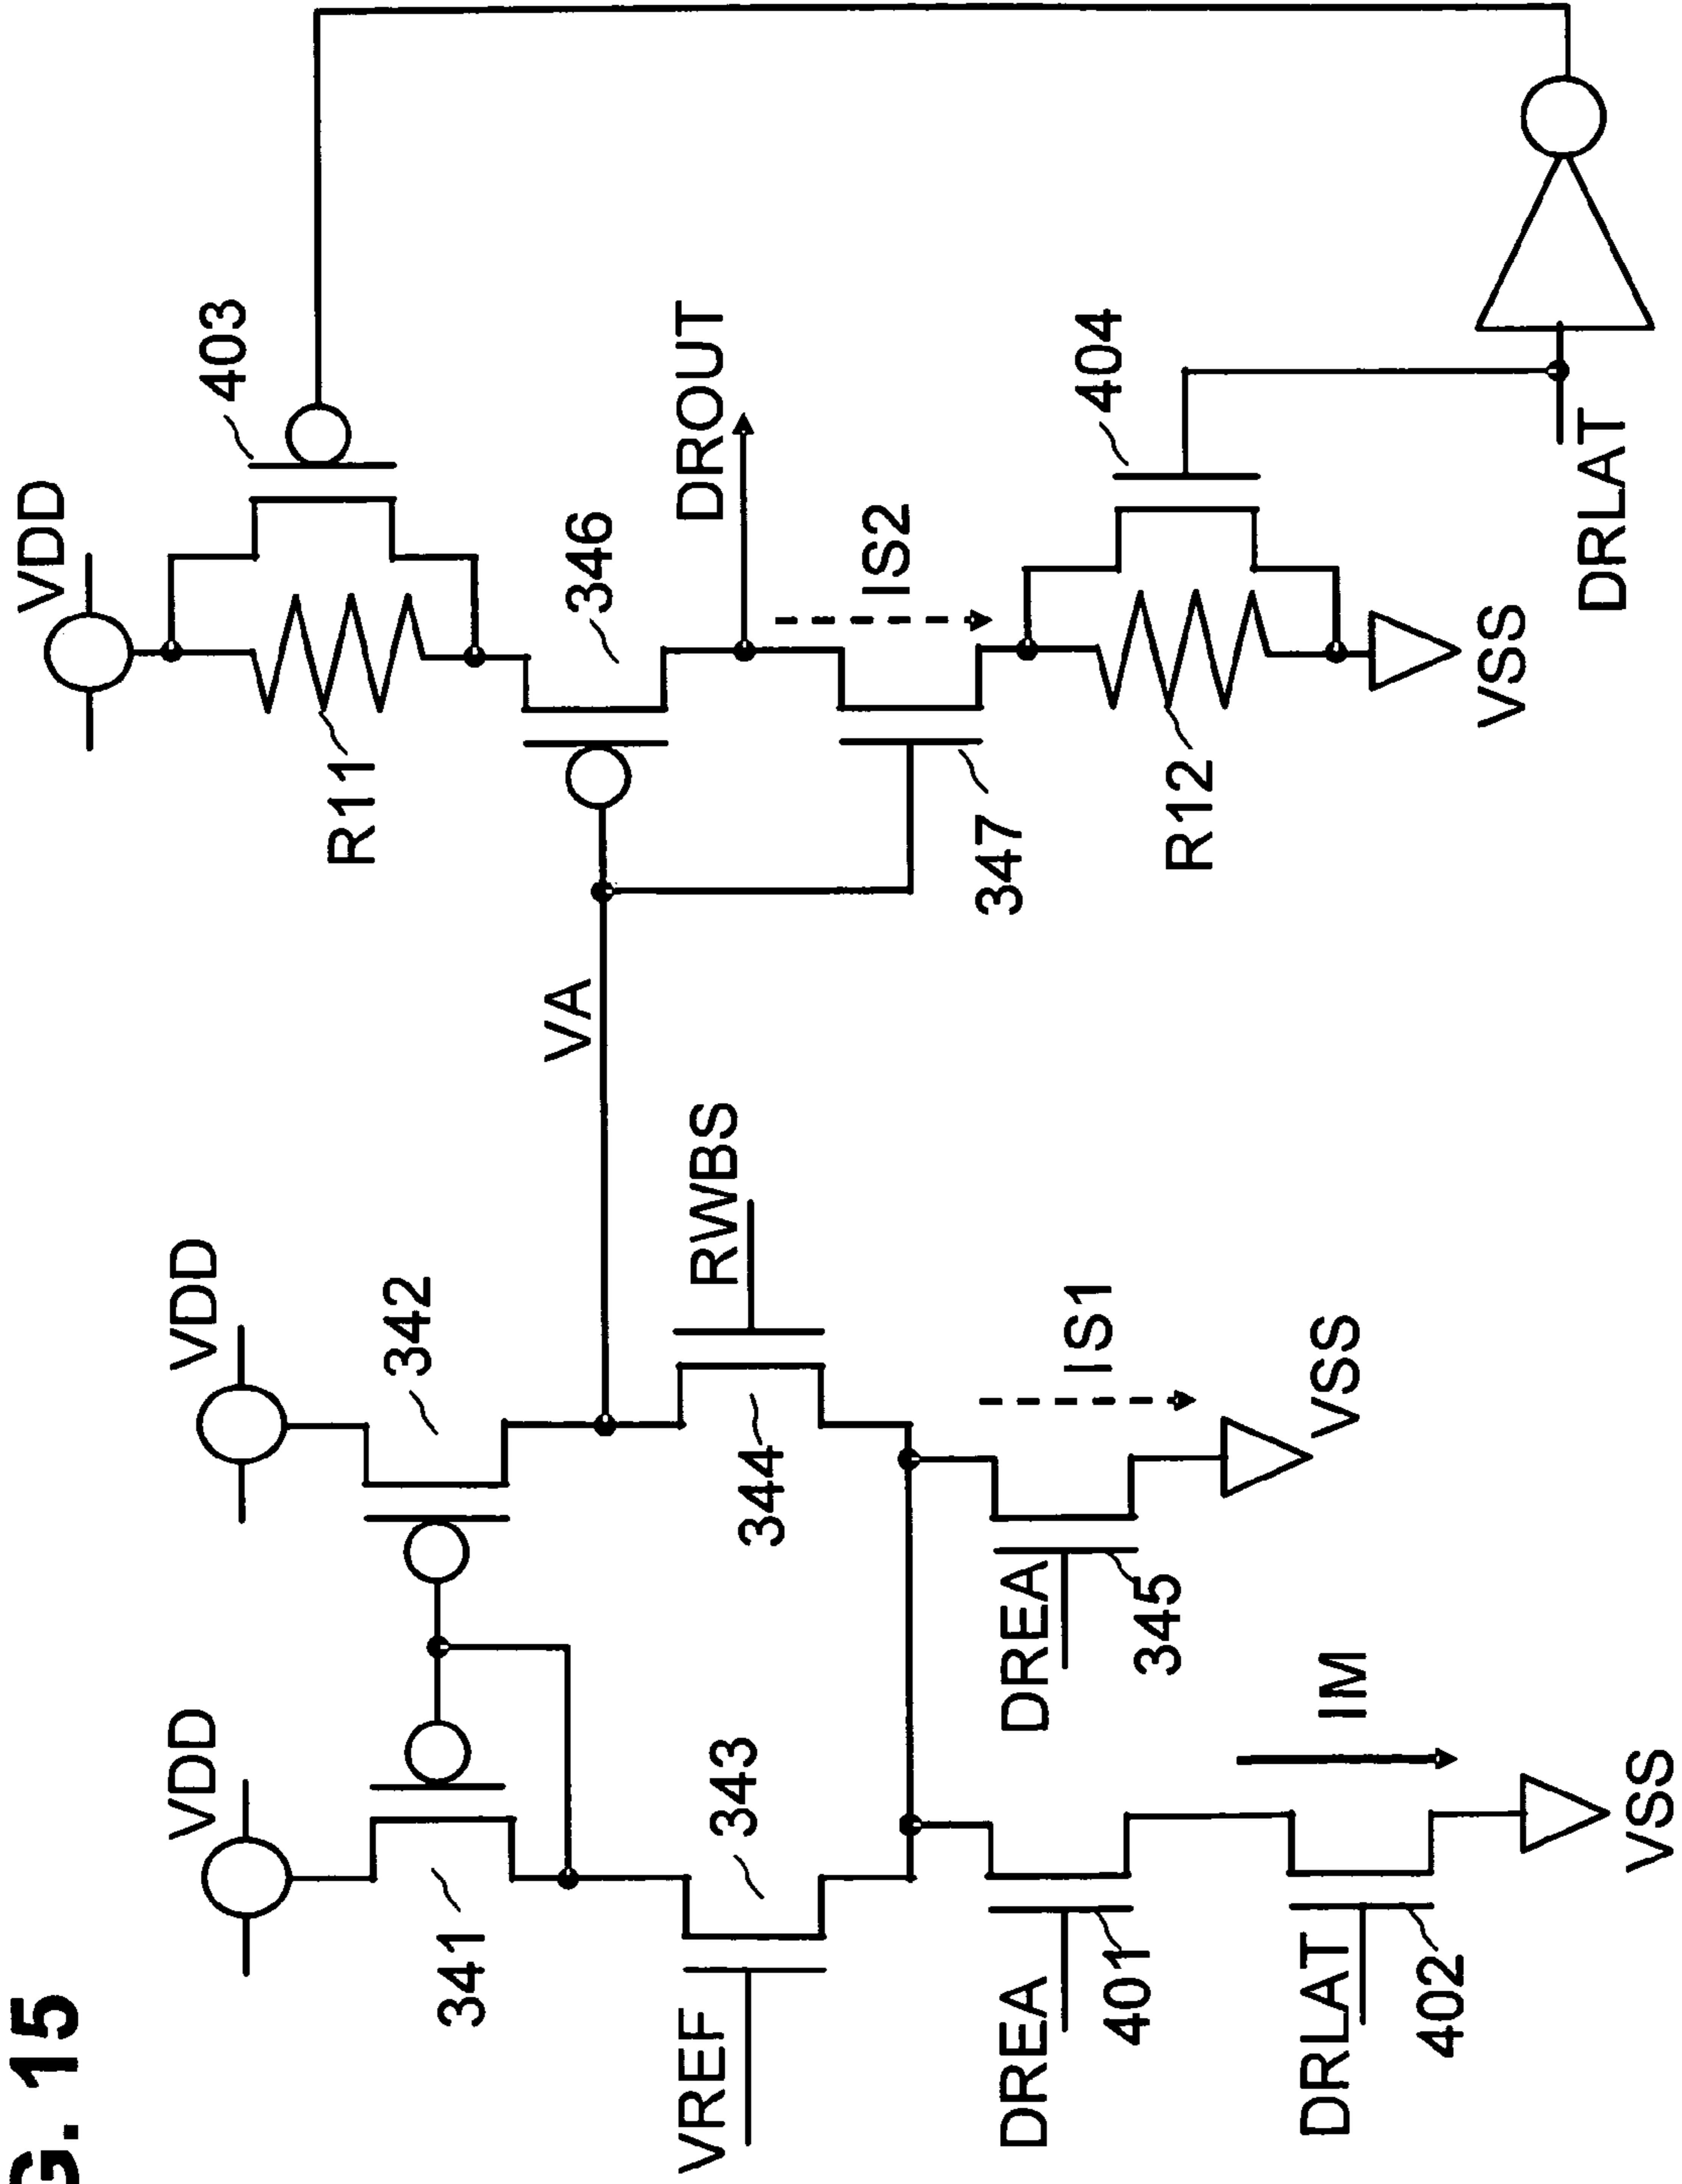 G. 15
VDD
VDD
VDD
341
342
403
R11
346
VA
VREF
343
344
RWBS
DROUT
347
IS2
R12
404
DREA
401
DREA
345
IS1
VSS
DRLAT
402
IM
VSS
VSS
DRLAT